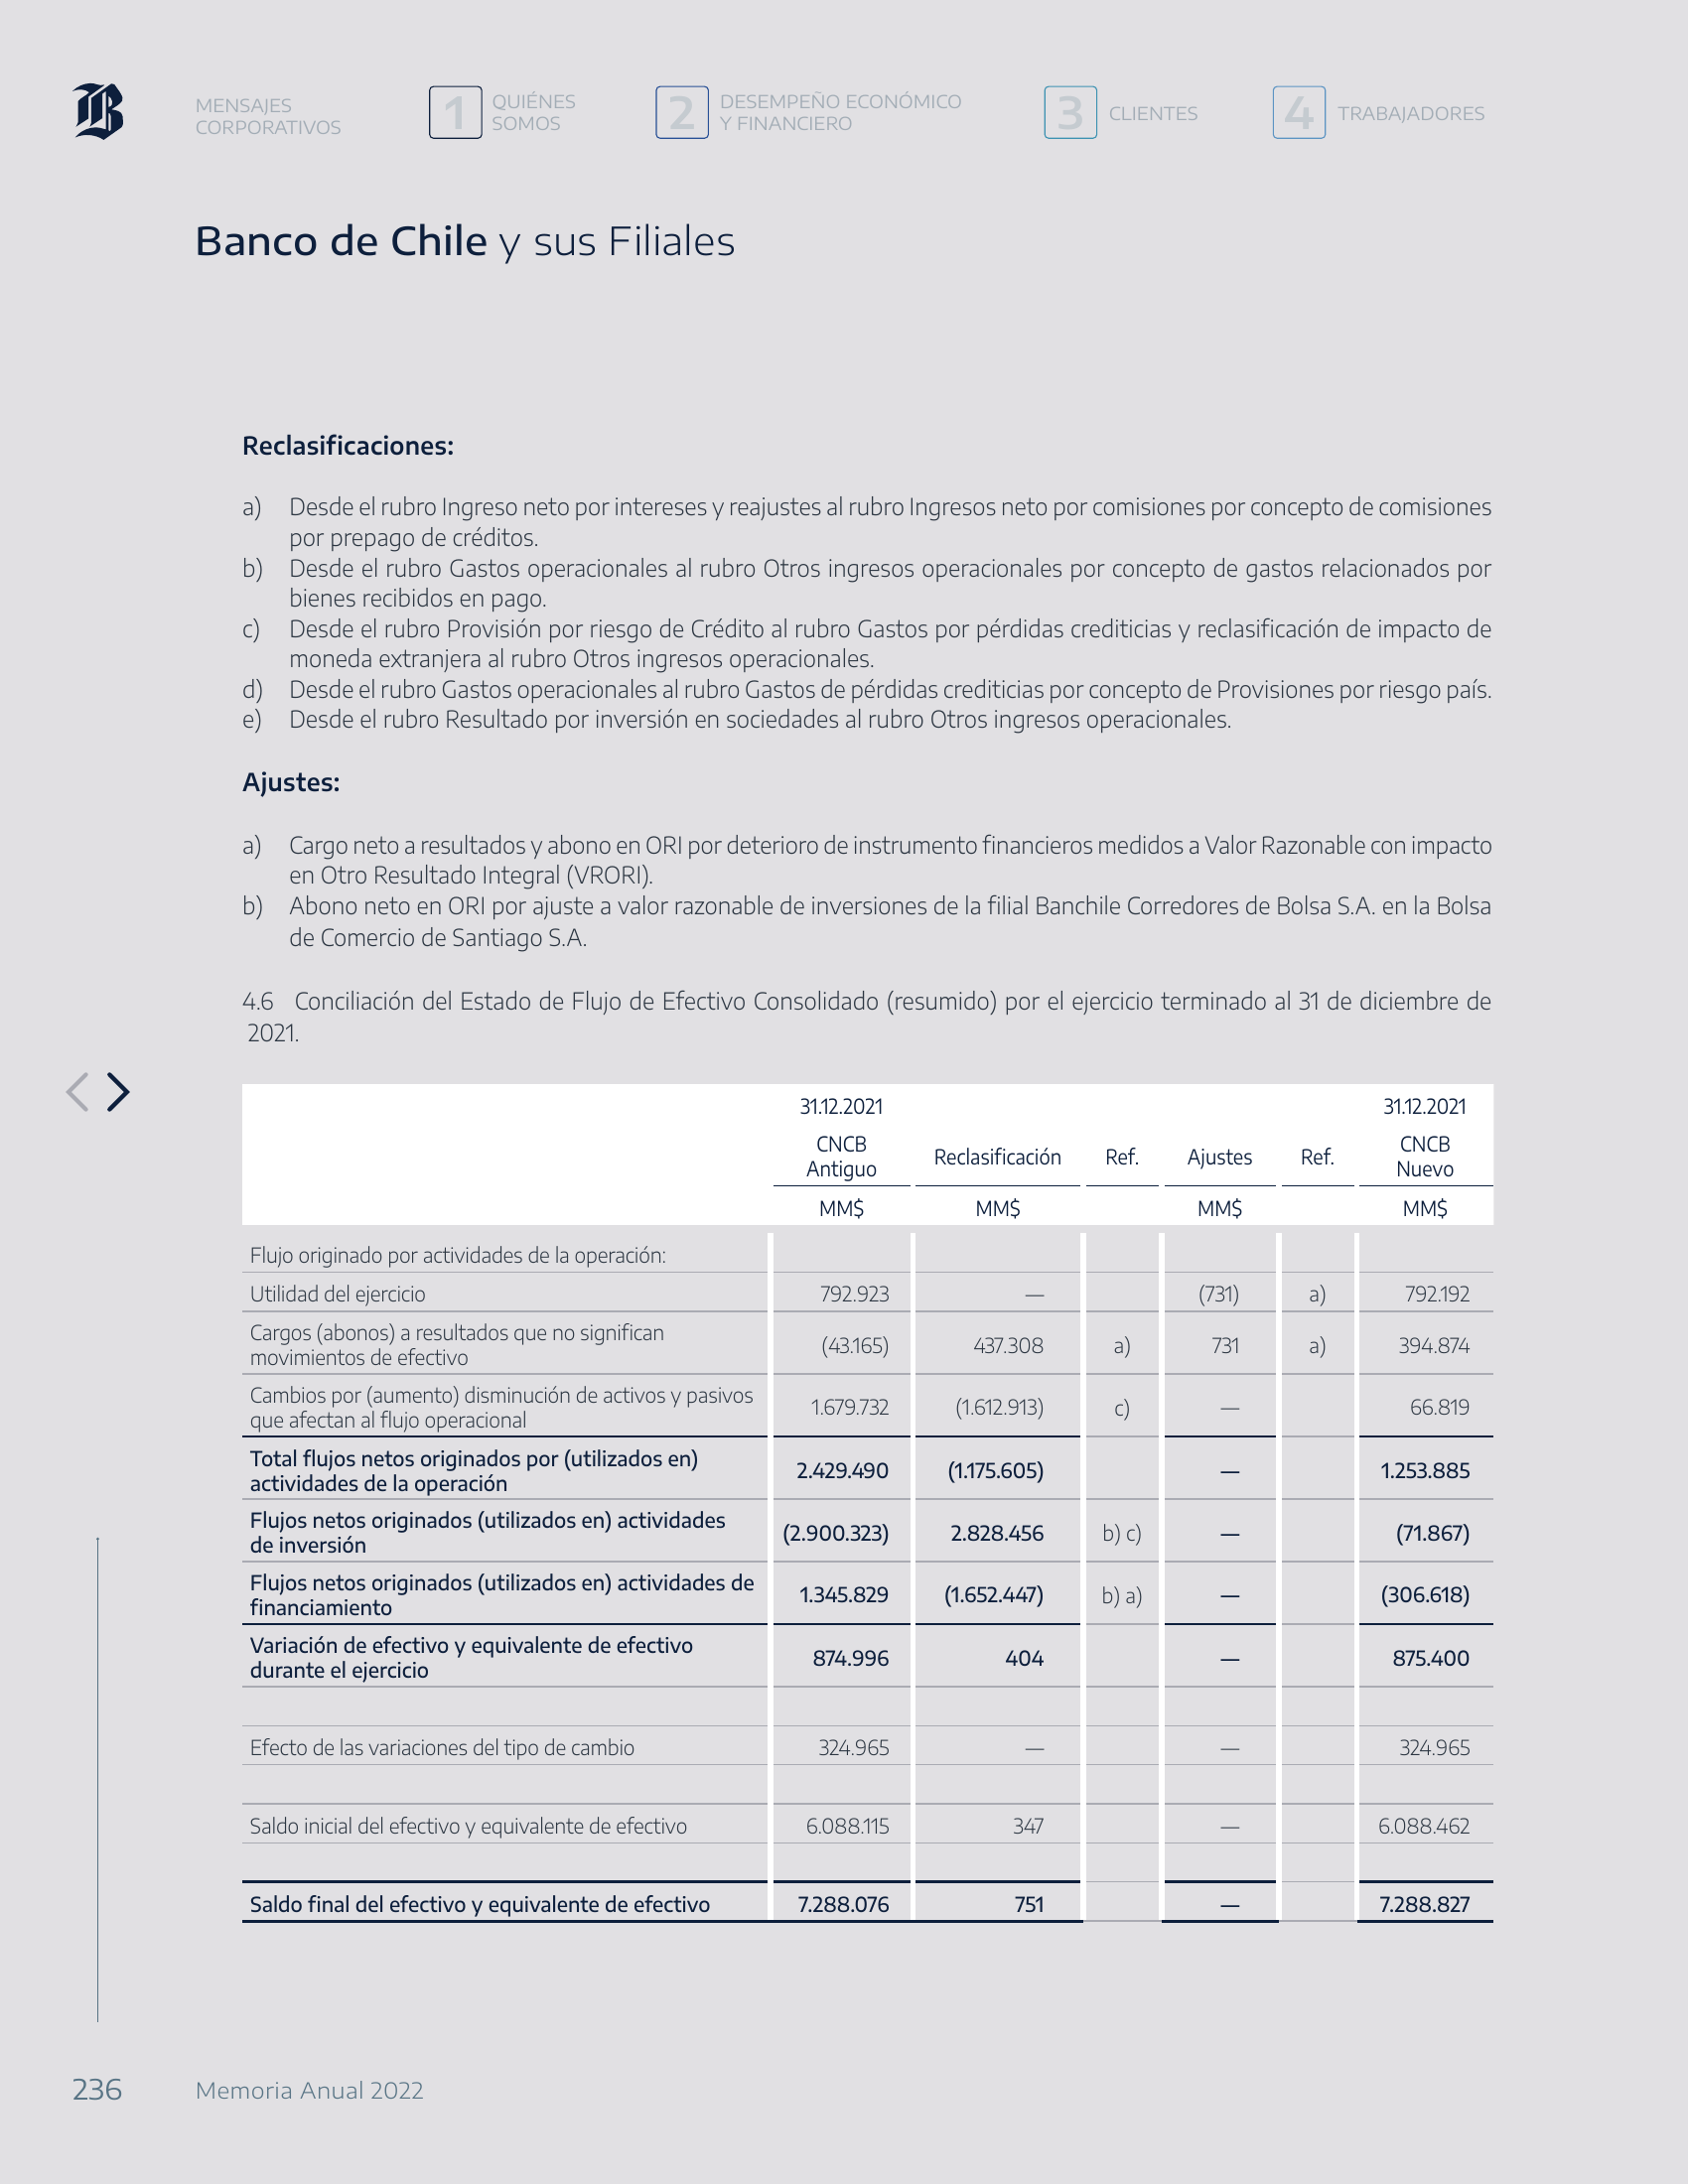 MENSAJES
CORPORATIVOS
1 QUIÉNES
SOMOS
2 DESEMPEÑO ECONÓMICO
Y FINANCIERO
3 CLIENTES
4 TRABAJADORES
Banco de Chile y sus Filiales
Reclasificaciones:
a) Desde el rubro Ingreso neto por intereses y reajustes al rubro Ingresos neto por comisiones por concepto de comisiones
por prepago de créditos.
b) Desde el rubro Gastos operacionales al rubro Otros ingresos operacionales por concepto de gastos relacionados por
bienes recibidos en pago.
c) Desde el rubro Provisión por riesgo de Crédito al rubro Gastos por pérdidas crediticias y reclasificación de impacto de
moneda extranjera al rubro Otros ingresos operacionales.
d) Desde el rubro Gastos operacionales al rubro Gastos de pérdidas crediticias por concepto de Provisiones por riesgo país.
e) Desde el rubro Resultado por inversión en sociedades al rubro Otros ingresos operacionales.
Ajustes:
a) Cargo neto a resultados y abono en ORI por deterioro de instrumento financieros medidos a Valor Razonable con impacto
en Otro Resultado Integral (VRORI).
b) Abono neto en ORI por ajuste a valor razonable de inversiones de la filial Banchile Corredores de Bolsa S.A. en la Bolsa
de Comercio de Santiago S.A.
4.6 Conciliación del Estado de Flujo de Efectivo Consolidado (resumido) por el ejercicio terminado al 31 de diciembre de
2021.
31.12.2021 31.12.2021
CNCB
Antiguo Reclasificación Ref. Ajustes Ref. CNCB
Nuevo
MM$ MM$ MM$ MM$
Flujo originado por actividades de la operación:
Utilidad del ejercicio 792.923 — (731) a) 792.192
Cargos (abonos) a resultados que no significan
movimientos de efectivo (43.165) 437.308 a) 731 a) 394.874
Cambios por (aumento) disminución de activos y pasivos
que afectan al flujo operacional 1.679.732 (1.612.913) c) — 66.819
Total flujos netos originados por (utilizados en)
actividades de la operación 2.429.490 (1.175.605) — 1.253.885
Flujos netos originados (utilizados en) actividades
de inversión (2.900.323) 2.828.456 b) c) — (71.867)
Flujos netos originados (utilizados en) actividades de
financiamiento 1.345.829 (1.652.447) b) a) — (306.618)
Variación de efectivo y equivalente de efectivo
durante el ejercicio 874.996 404 — 875.400
Efecto de las variaciones del tipo de cambio 324.965 — — 324.965
Saldo inicial del efectivo y equivalente de efectivo 6.088.115 347 — 6.088.462
Saldo final del efectivo y equivalente de efectivo 7.288.076 751 — 7.288.827
236 Memoria Anual 2022